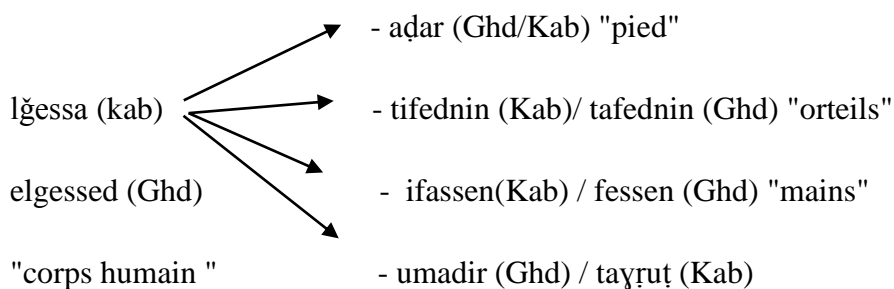 - aḍar (Ghd/Kab) "pied"
lğessa (kab) - tifednin (Kab)/ tafednin (Ghd) "orteils"
elgessed (Ghd) - ifassen(Kab) / fessen (Ghd) "mains"
"corps humain " - umadir (Ghd) / taɣṛuṭ (Kab)